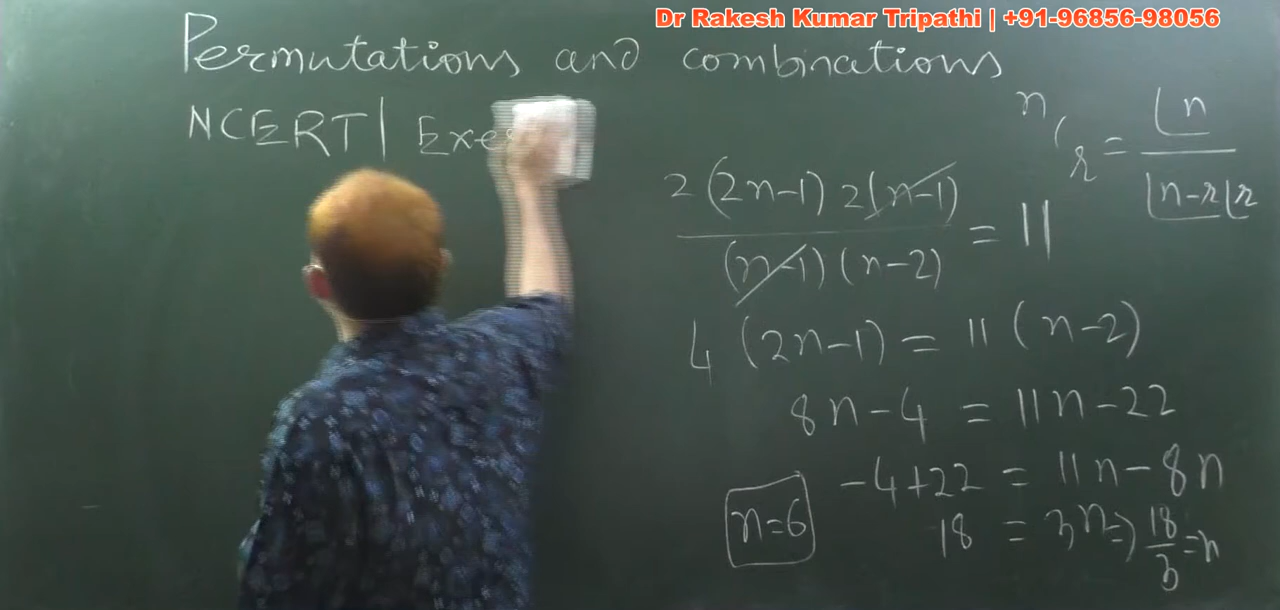 Dr Rakesh Kumar Tripathi | +91-96856-98056
Permutations and combinations
NCERT|
ⁿCᵣ = ⌊n / ⌊n-r ⌊r
2(2n-1) 2(n-1) / (n-1)(n-2) = 11
4 (2n-1) = 11 (n-2)
8n-4 = 11n-22
-4+22 = 11n-8n
18 = 3n => 18/3 = n
n=6